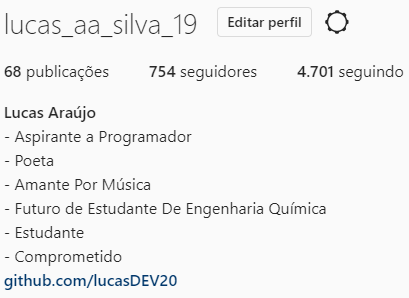 lucas_aa_silva_19 Editar perfil
68 publicações 754 seguidores 4.701 seguindo
Lucas Araújo
- Aspirante a Programador
- Poeta
- Amante Por Música
- Futuro de Estudante De Engenharia Química
- Estudante
- Comprometido
github.com/lucasDEV20